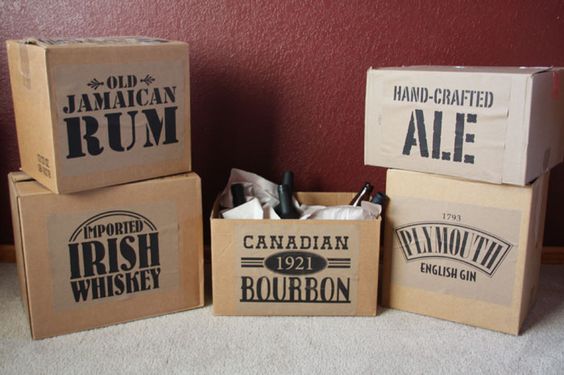 OLD
JAMAICAN
RUM
HAND-CRAFTED
ALE
IMPORTED
IRISH
WHISKEY
CANADIAN
1921
BOURBON
1793
PLYMOUTH
ENGLISH GIN